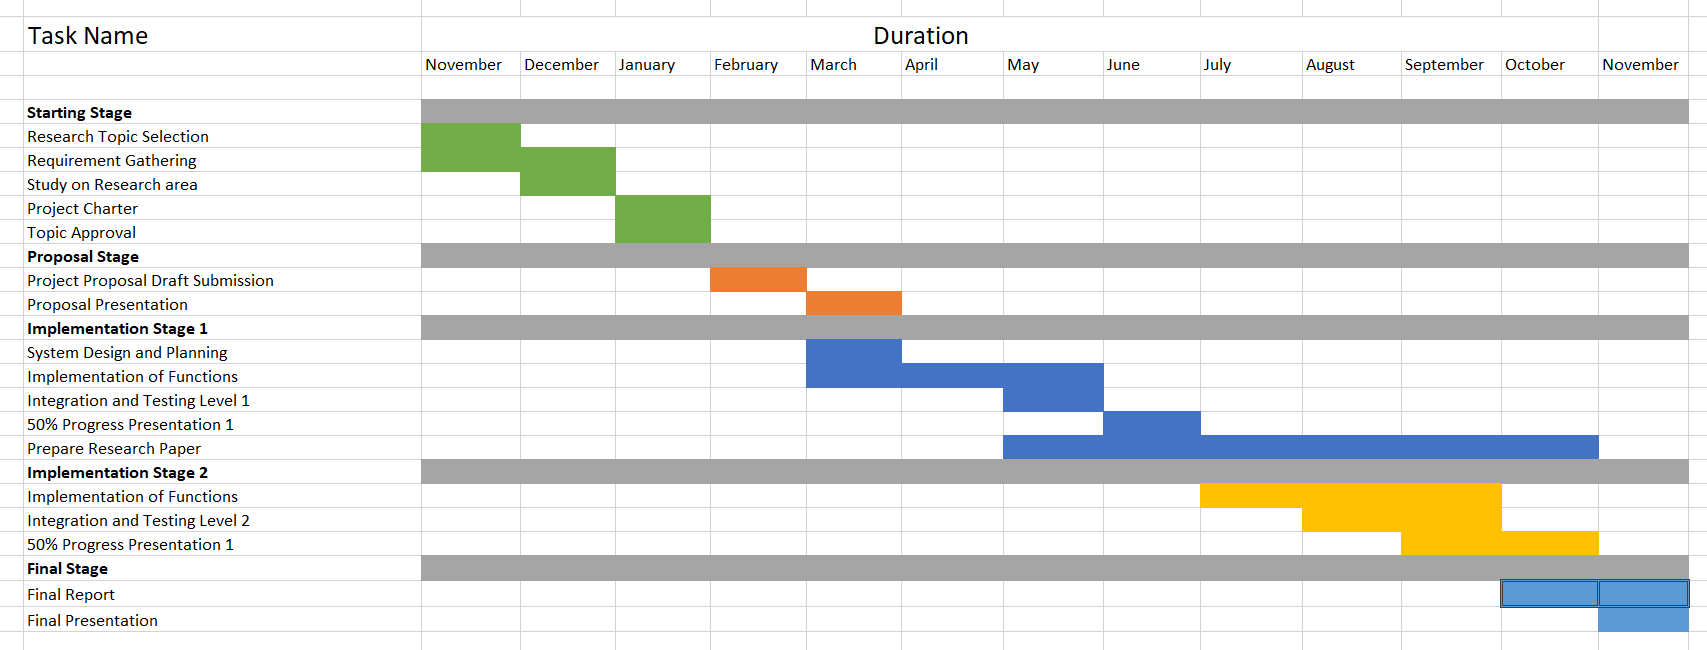 Task Name Duration
November December January February March April May June July August September October November
Starting Stage
Research Topic Selection
Requirement Gathering
Study on Research area
Project Charter
Topic Approval
Proposal Stage
Project Proposal Draft Submission
Proposal Presentation
Implementation Stage 1
System Design and Planning
Implementation of Functions
Integration and Testing Level 1
50% Progress Presentation 1
Prepare Research Paper
Implementation Stage 2
Implementation of Functions
Integration and Testing Level 2
50% Progress Presentation 1
Final Stage
Final Report
Final Presentation